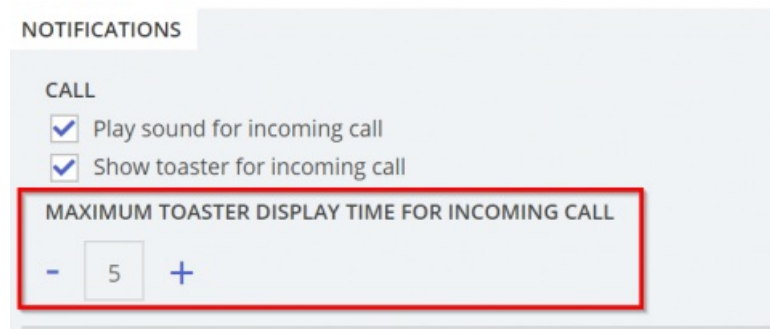 NOTIFICATIONS
CALL
Play sound for incoming call
Show toaster for incoming call
MAXIMUM TOASTER DISPLAY TIME FOR INCOMING CALL
- 5 +